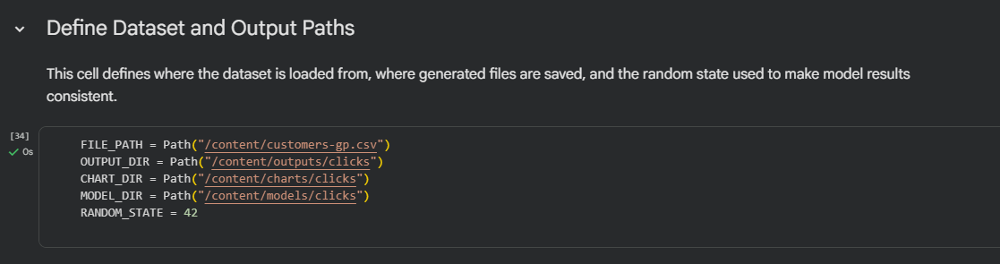 Define Dataset and Output Paths
This cell defines where the dataset is loaded from, where generated files are saved, and the random state used to make model results
consistent.
[34]
0s
FILE_PATH = Path("/content/customers-gp.csv")
OUTPUT_DIR = Path("/content/outputs/clicks")
CHART_DIR = Path("/content/charts/clicks")
MODEL_DIR = Path("/content/models/clicks")
RANDOM_STATE = 42